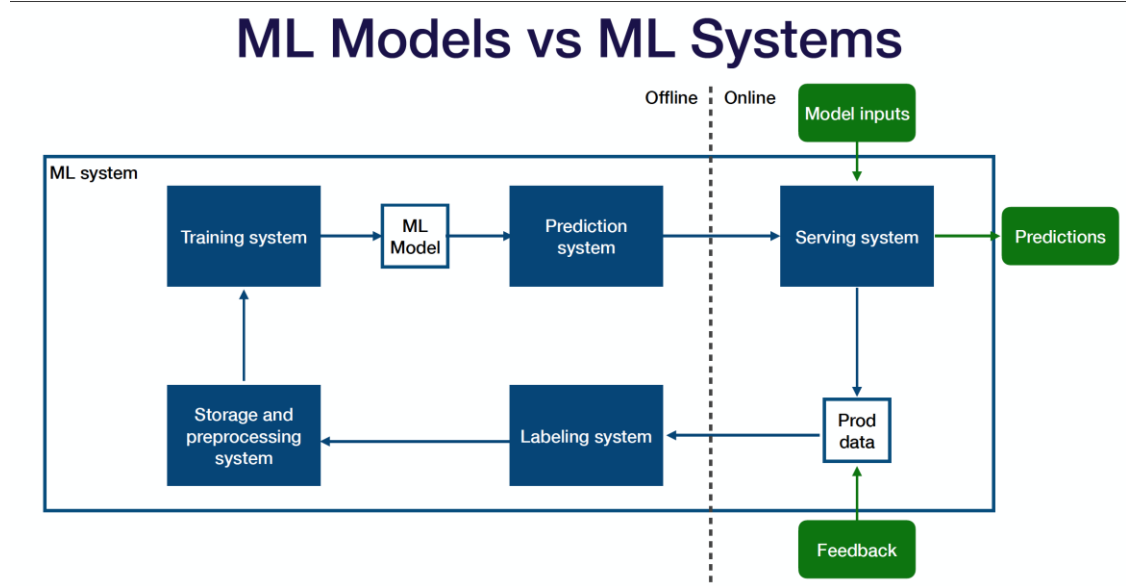 ML Models vs ML Systems
Offline
Online
Model inputs
ML system
Training system
ML
Model
Prediction
system
Serving system
Predictions
Storage and
preprocessing
system
Labeling system
Prod
data
Feedback